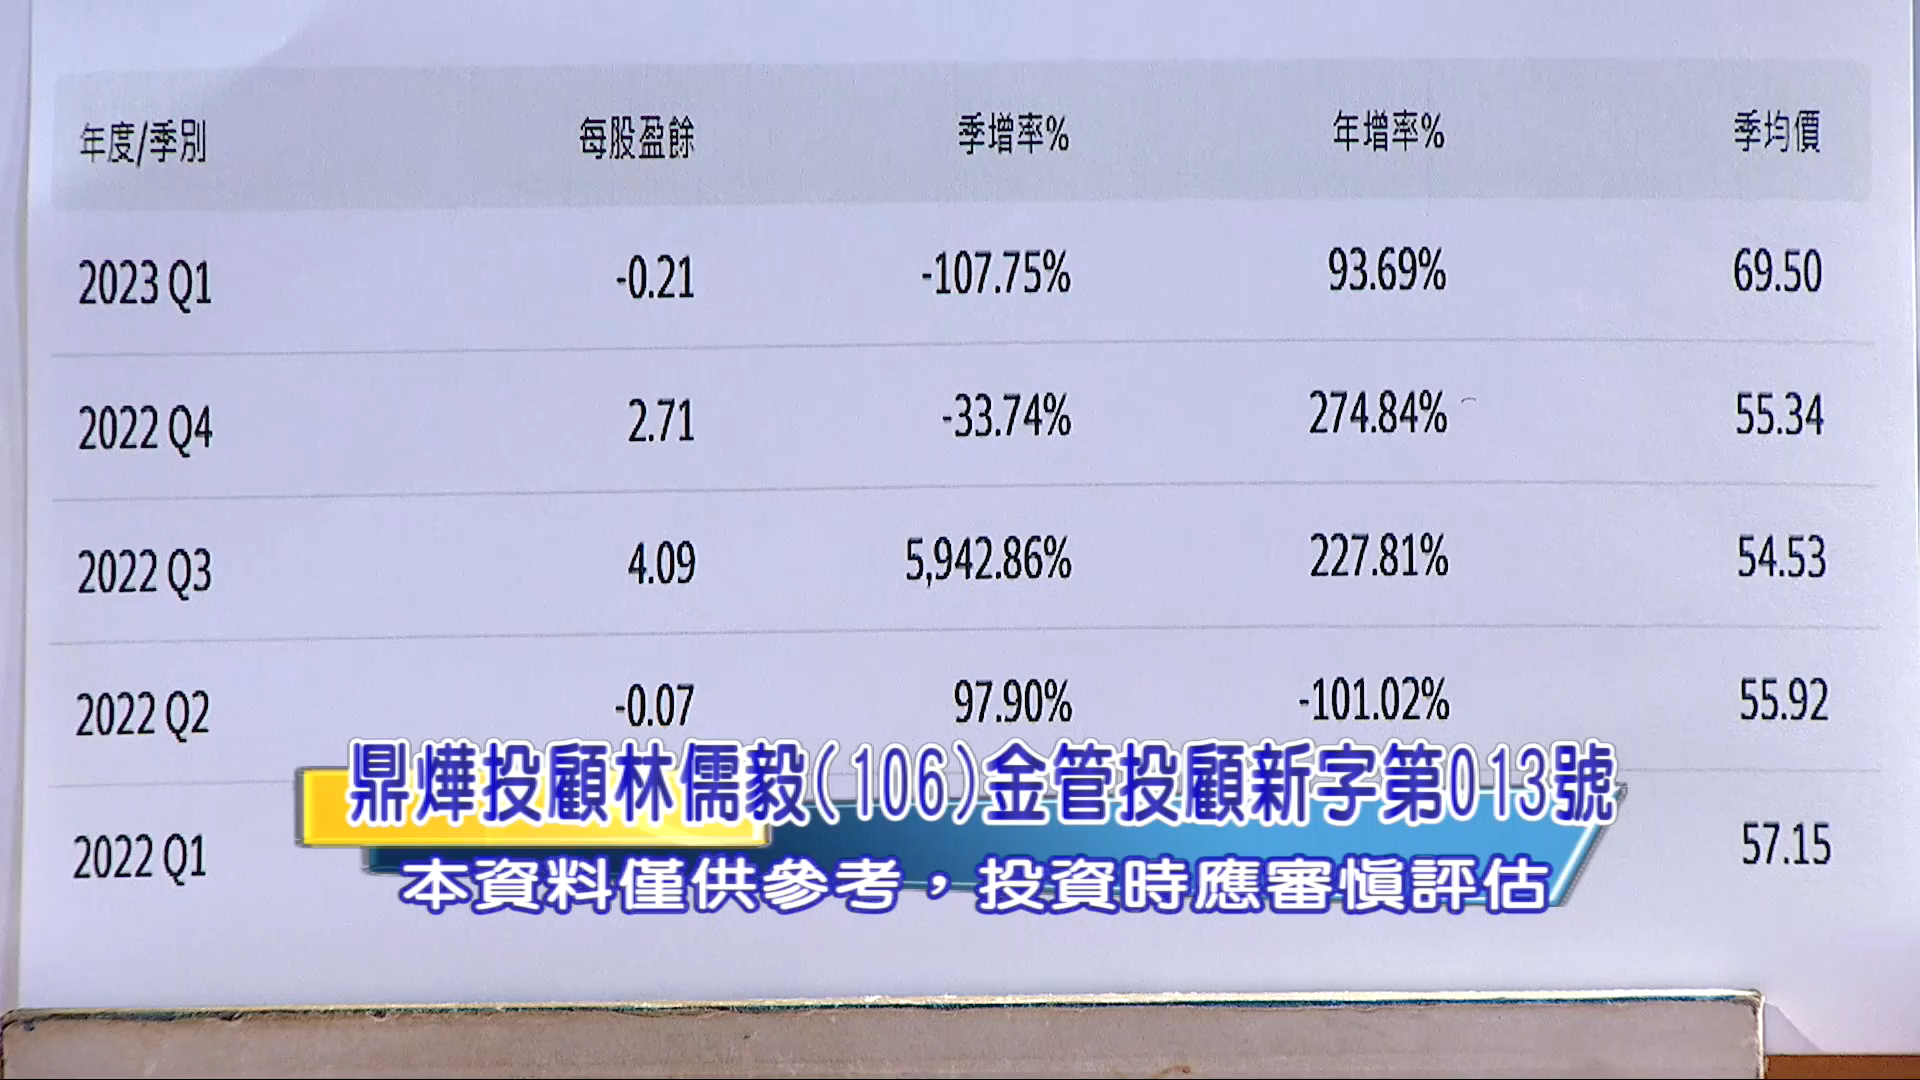 年度/季別 每股盈餘 季增率% 年增率% 季均價
2023 Q1 -0.21 -107.75% 93.69% 69.50
2022 Q4 2.71 -33.74% 274.84% 55.34
2022 Q3 4.09 5,942.86% 227.81% 54.53
2022 Q2 -0.07 97.90% -101.02% 55.92
2022 Q1 57.15
鼎燁投顧林儒毅(106)金管投顧新字第013號
本資料僅供參考，投資時應審慎評估